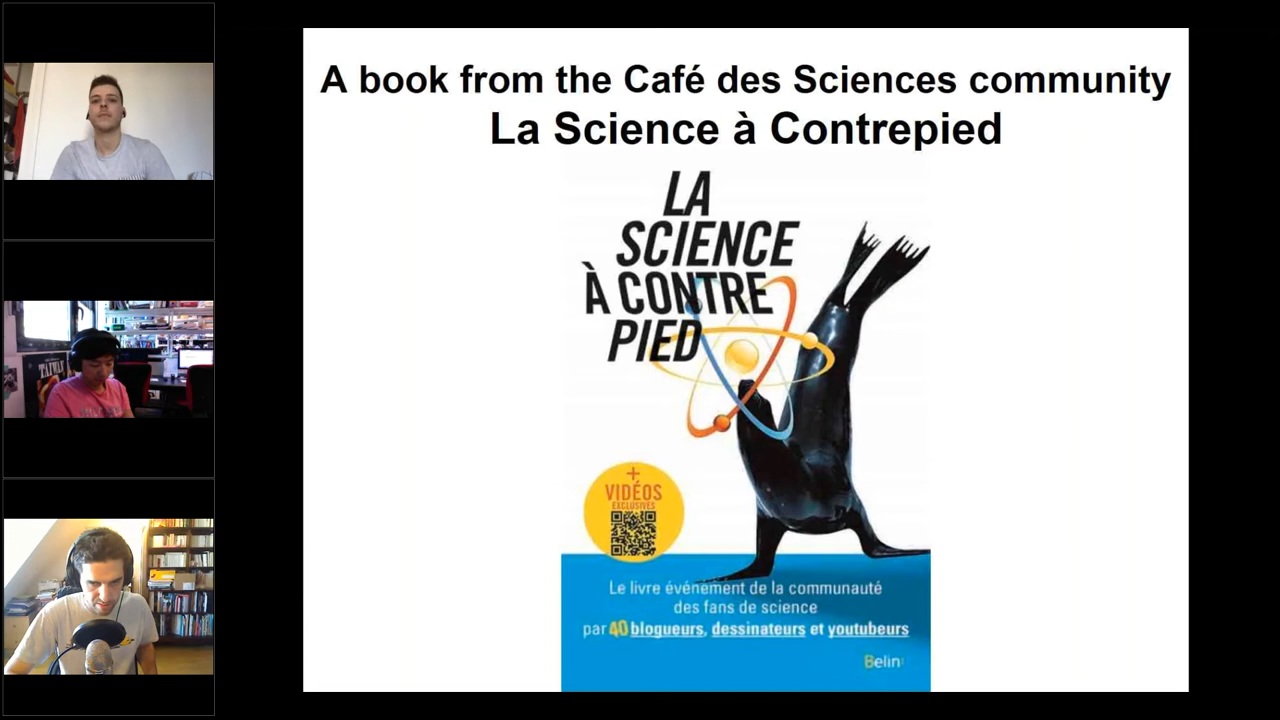 A book from the Café des Sciences community
La Science à Contrepied
LA
SCIENCE
À CONTRE
PIED
+
VIDÉOS
EXCLUSIVES
Le livre événement de la communauté
des fans de science
par 40 blogueurs, dessinateurs et youtubeurs
Belin:
TAIWAN